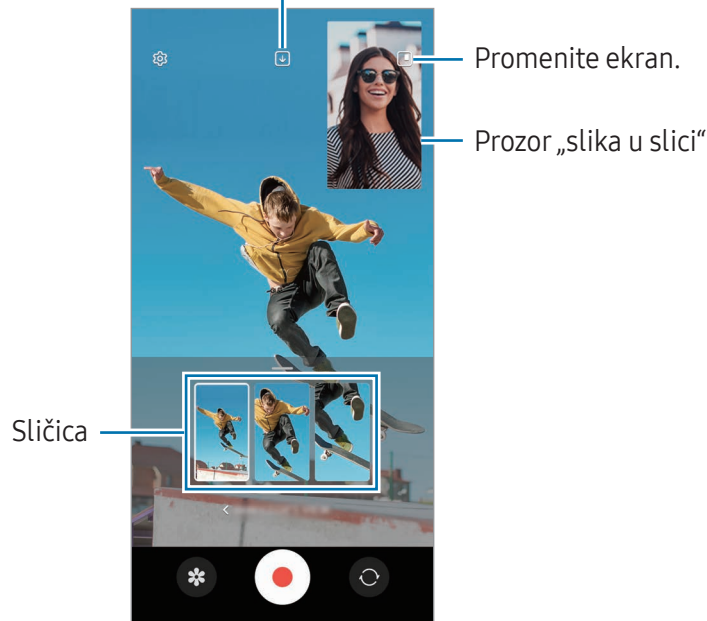 Promenite ekran.
Prozor „slika u slici“
Sličica